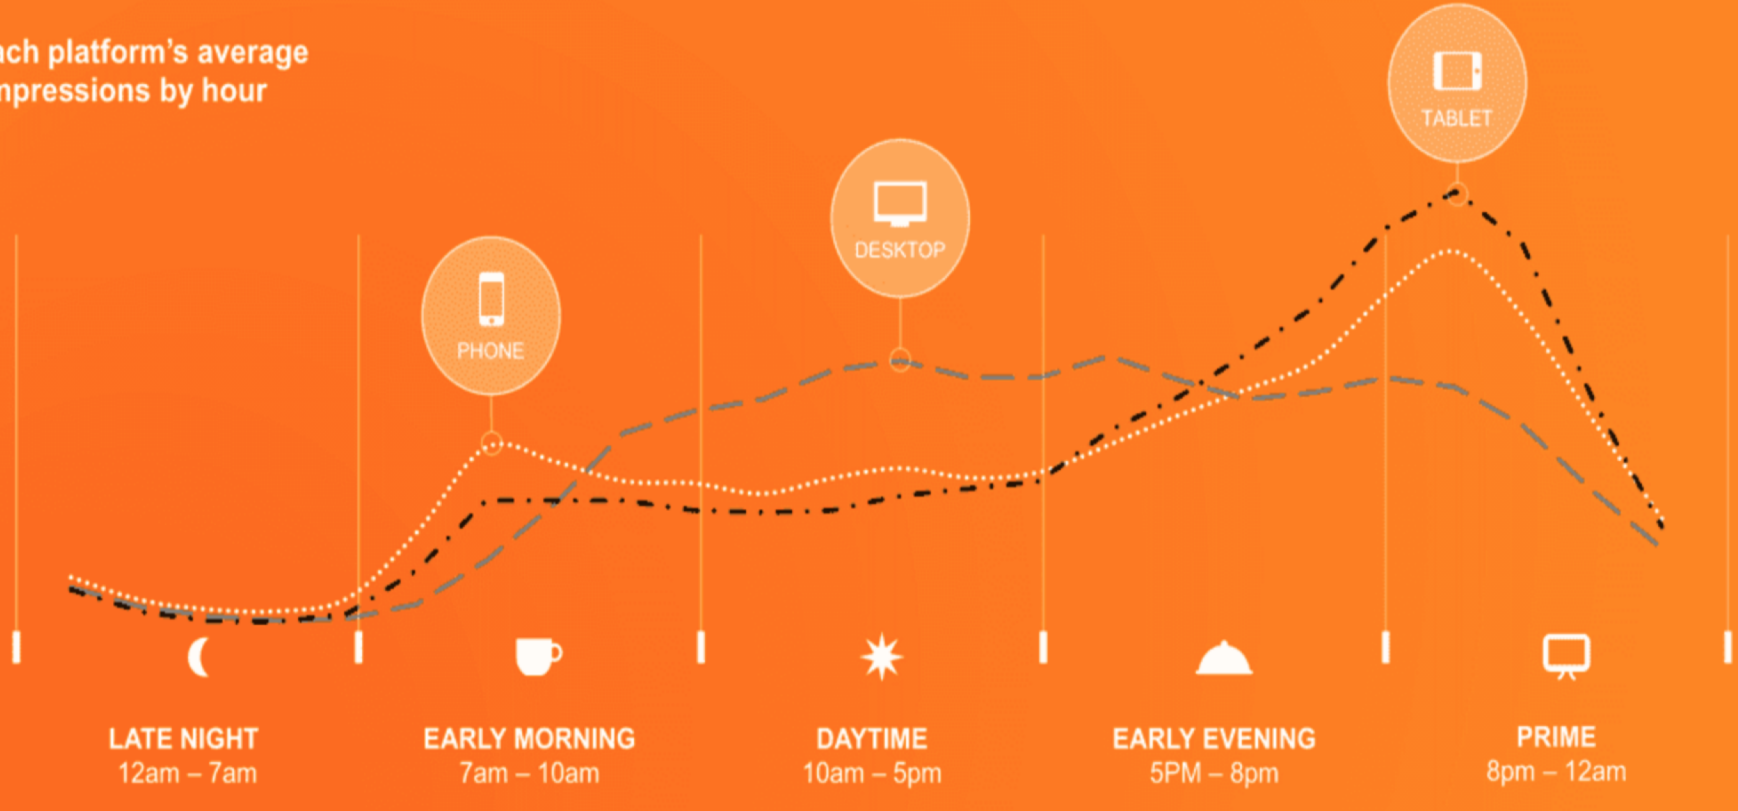 ach platform's average
mpressions by hour
TABLET
DESKTOP
PHONE
LATE NIGHT
12am – 7am
EARLY MORNING
7am – 10am
DAYTIME
10am – 5pm
EARLY EVENING
5PM – 8pm
PRIME
8pm – 12am